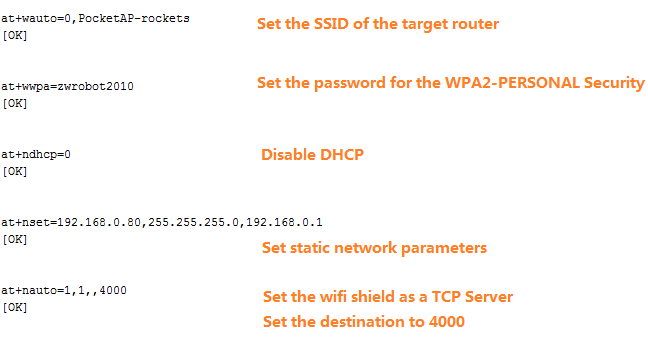 at+wauto=0,PocketAP-rockets
Set the SSID of the target router
[OK]
at+wwpa=zwrobot2010
Set the password for the WPA2-PERSONAL Security
[OK]
at+ndhcp=0
Disable DHCP
[OK]
at+nset=192.168.0.80,255.255.255.0,192.168.0.1
[OK]
Set static network parameters
at+nauto=1,1,,4000
Set the wifi shield as a TCP Server
[OK]
Set the destination to 4000